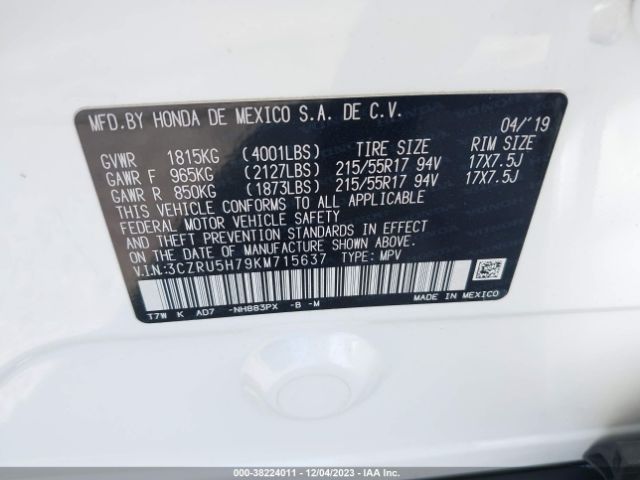 MFD.BY HONDA DE MEXICO S.A. DE C.V. 04/'19
GVWR 1815KG (4001LBS) TIRE SIZE RIM SIZE
GAWR F 965KG (2127LBS) 215/55R17 94V 17X7.5J
GAWR R 850KG (1873LBS) 215/55R17 94V 17X7.5J
THIS VEHICLE CONFORMS TO ALL APPLICABLE
FEDERAL MOTOR VEHICLE SAFETY
AND THEFT PREVENTION STANDARDS IN EFFECT
ON THE DATE OF MANUFACTURE SHOWN ABOVE.
V.I.N:3CZRU5H79KM715637 TYPE: MPV
T7W K AD7 -NH883PX -B -M
MADE IN MEXICO
000-38224011 - 12/04/2023 - IAA Inc.